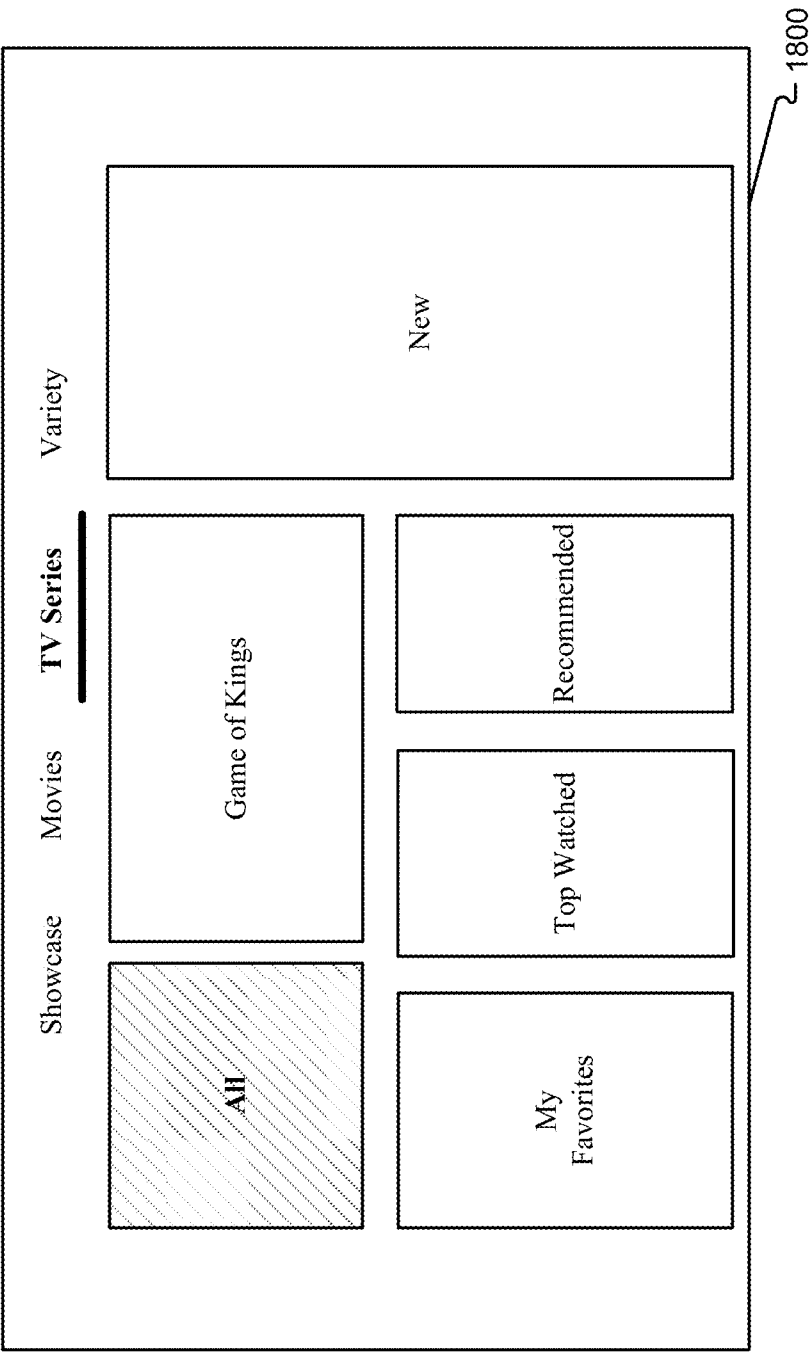 Showcase
Movies
TV Series
Variety
All
Game of Kings
New
My
Favorites
Top Watched
Recommended
1800